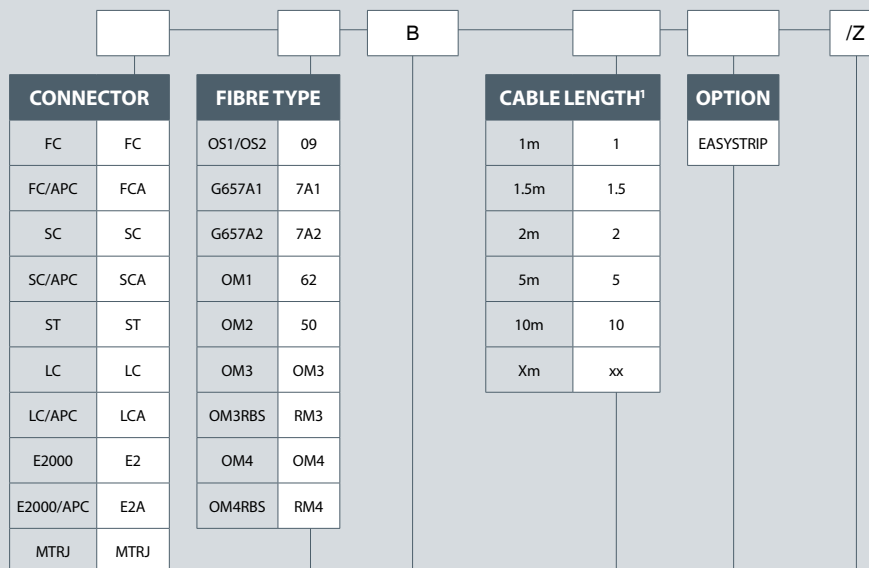 B /Z
CONNECTOR FIBRE TYPE CABLE LENGTH¹ OPTION
FC FC OS1/OS2 09 1m 1 EASYSTRIP
FC/APC FCA G657A1 7A1 1.5m 1.5
SC SC G657A2 7A2 2m 2
SC/APC SCA OM1 62 5m 5
ST ST OM2 50 10m 10
LC LC OM3 OM3 Xm xx
LC/APC LCA OM3RBS RM3
E2000 E2 OM4 OM4
E2000/APC E2A OM4RBS RM4
MTRJ MTRJ